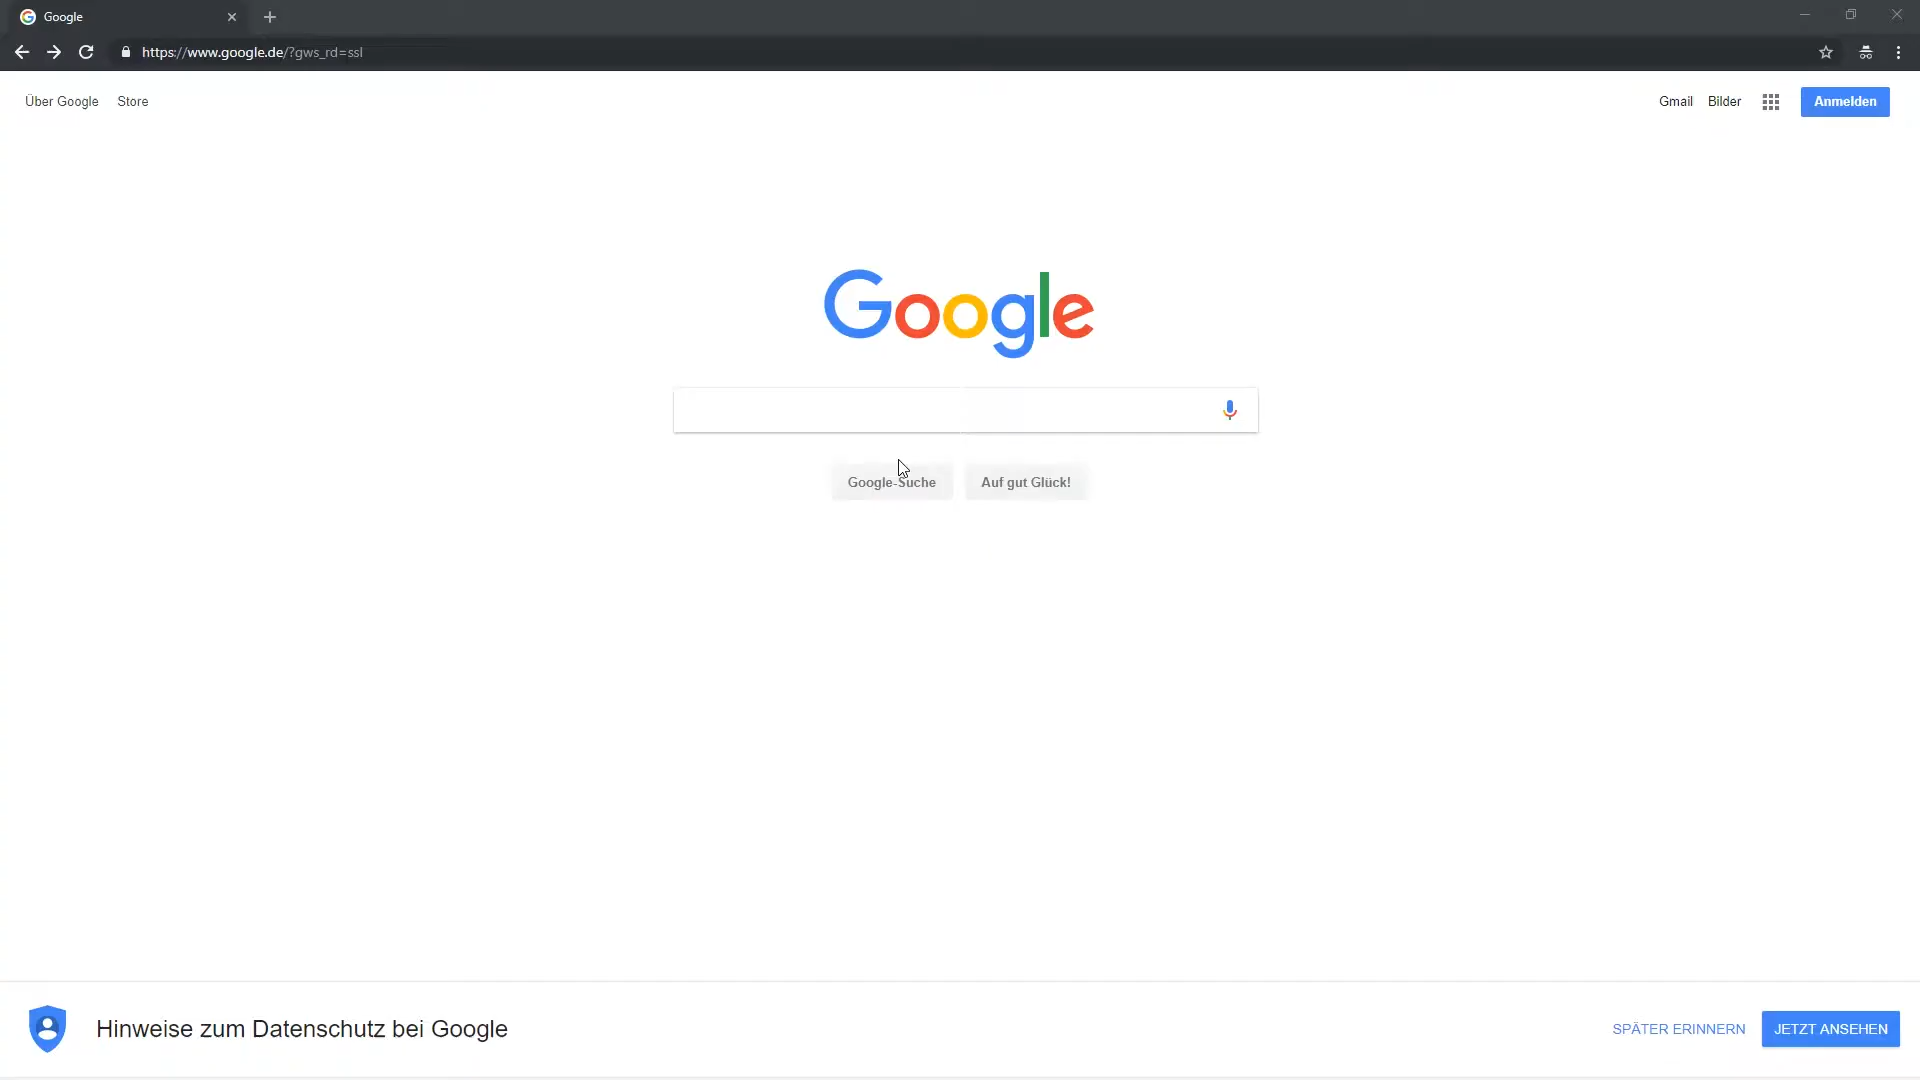 Google
https://www.google.de/?gws_rd=ssl
Über Google Store
Gmail Bilder Anmelden
Google
Google-Suche Auf gut Glück!
Hinweise zum Datenschutz bei Google
SPÄTER ERINNERN JETZT ANSEHEN